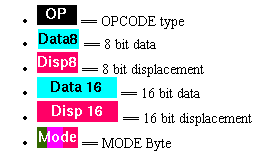 OP == OPCODE type
Data8 == 8 bit data
Disp8 == 8 bit displacement
Data 16 == 16 bit data
Disp 16 == 16 bit displacement
Mode == MODE Byte